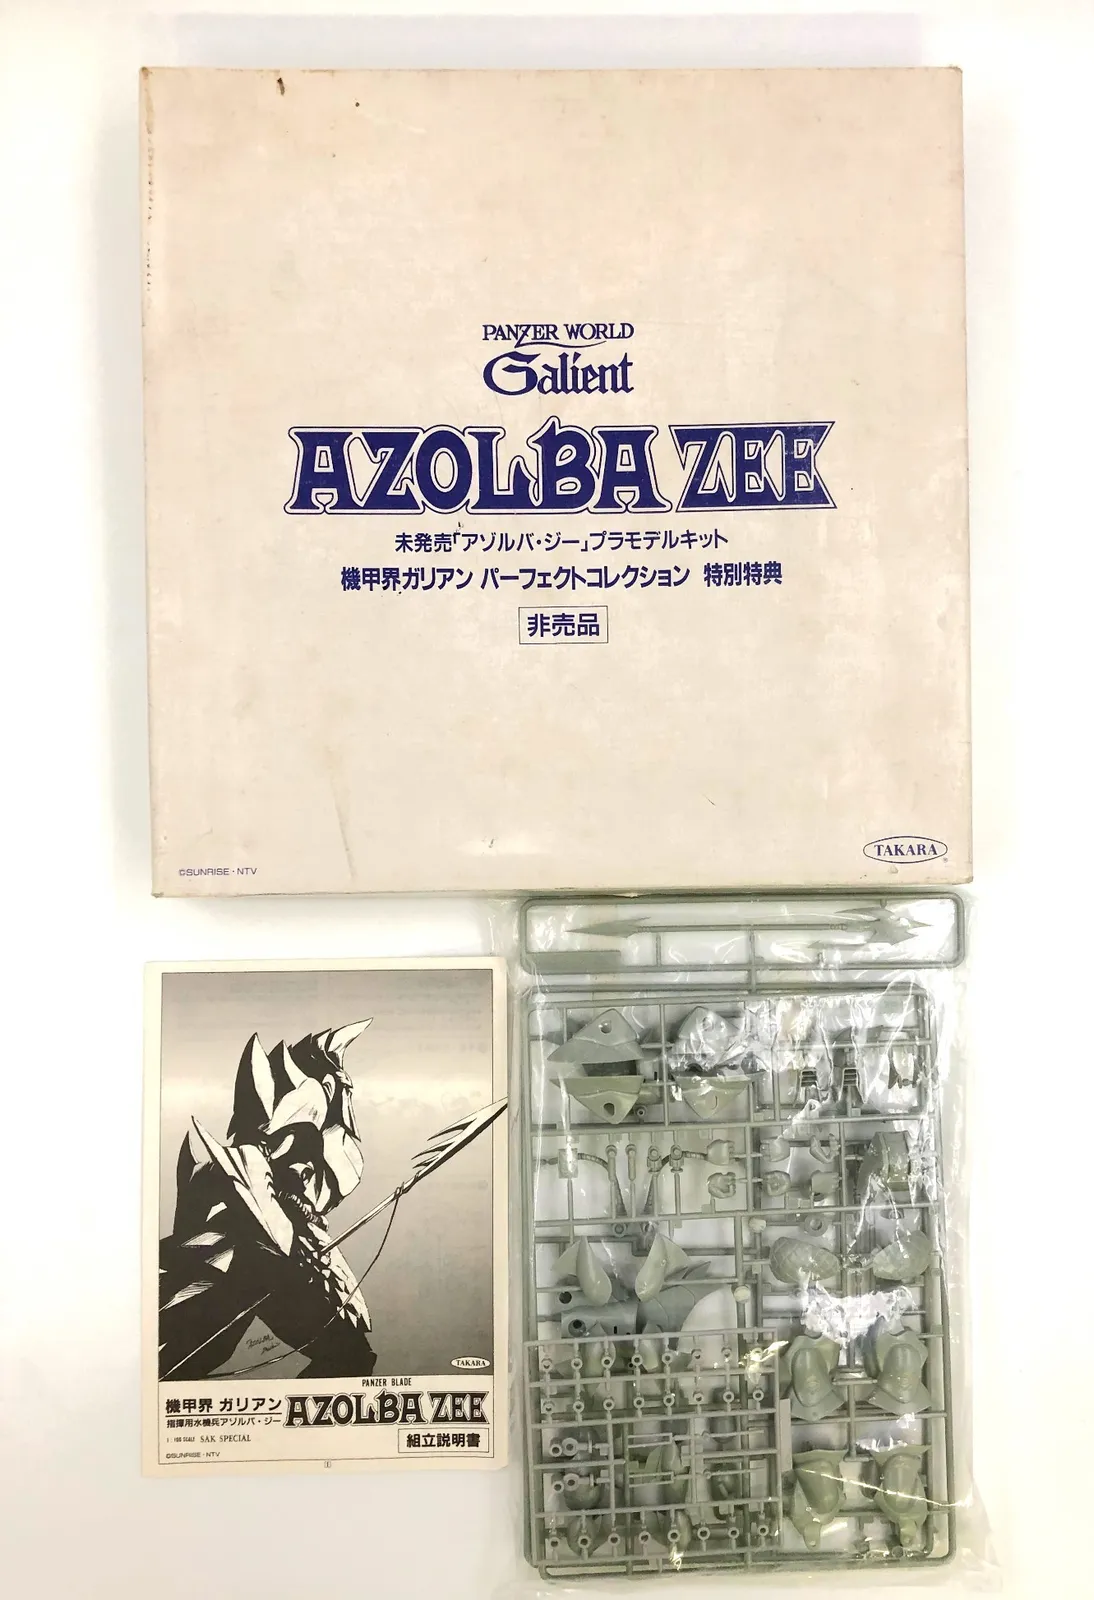 PANZER WORLD
Galient
AZOLBA ZEE
未発売「アゾルバ・ジー」プラモデルキット
機甲界ガリアン パーフェクトコレクション 特別特典
非売品
TAKARA
©SUNRISE・NTV
TAKARA
PANZER BLADE
機甲界 ガリアン AZOLBA ZEE
指揮用水機兵アゾルバ・ジー
1:100 SCALE SAK SPECIAL
組立説明書
©SUNRISE・NTV
1